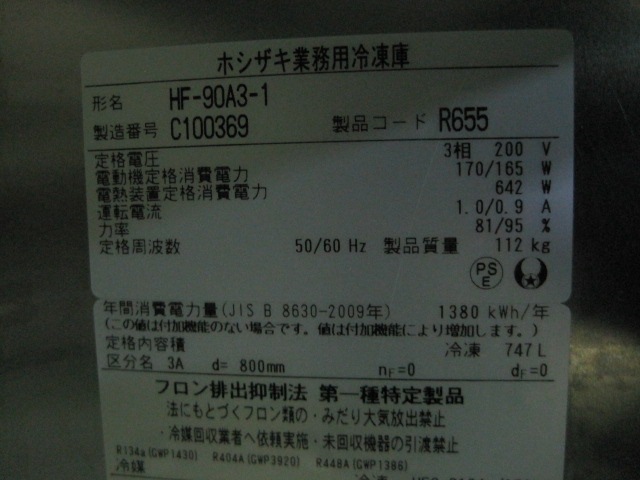 ホシザキ業務用冷凍庫
形名 HF-90A3-1
製造番号 C100369 製品コード R655
定格電圧 3相 200 V
電動機定格消費電力 170/165 W
電熱装置定格消費電力 642 W
運転電流 1.0/0.9 A
力率 81/95 %
定格周波数 50/60 Hz 製品質量 112 kg
PSE
年間消費電力量(JIS B 8630-2009年) 1380 kWh/年
(この値は付加機能のない場合です。値は付加機能により増加します。)
定格内容積 冷凍 747 L
区分名 3A d= 800mm nF=0 dF=0
フロン排出抑制法 第一種特定製品
・法にもとづくフロン類の・みだり大気放出禁止
・冷媒回収業者へ依頼実施・未回収機器の引渡禁止
R134a(GWP1430) R404A(GWP3920) R448A(GWP1386)
冷媒 冷凍